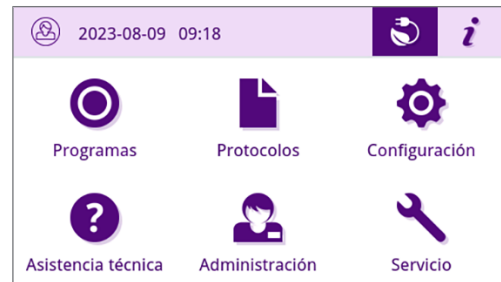 2023-08-09 09:18 i
Programas Protocolos Configuración
?
Asistencia técnica Administración Servicio